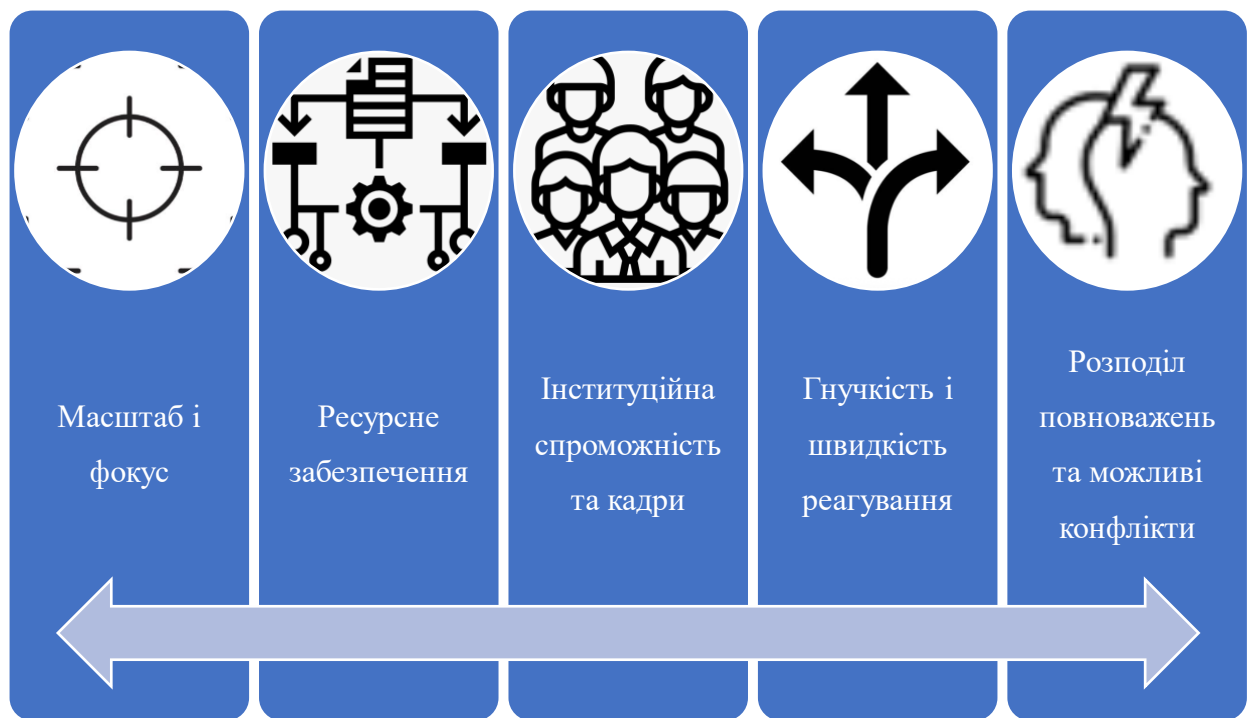 Масштаб і
фокус
Ресурсне
забезпечення
Інституційна
спроможність
та кадри
Гнучкість і
швидкість
реагування
Розподіл
повноважень
та можливі
конфлікти